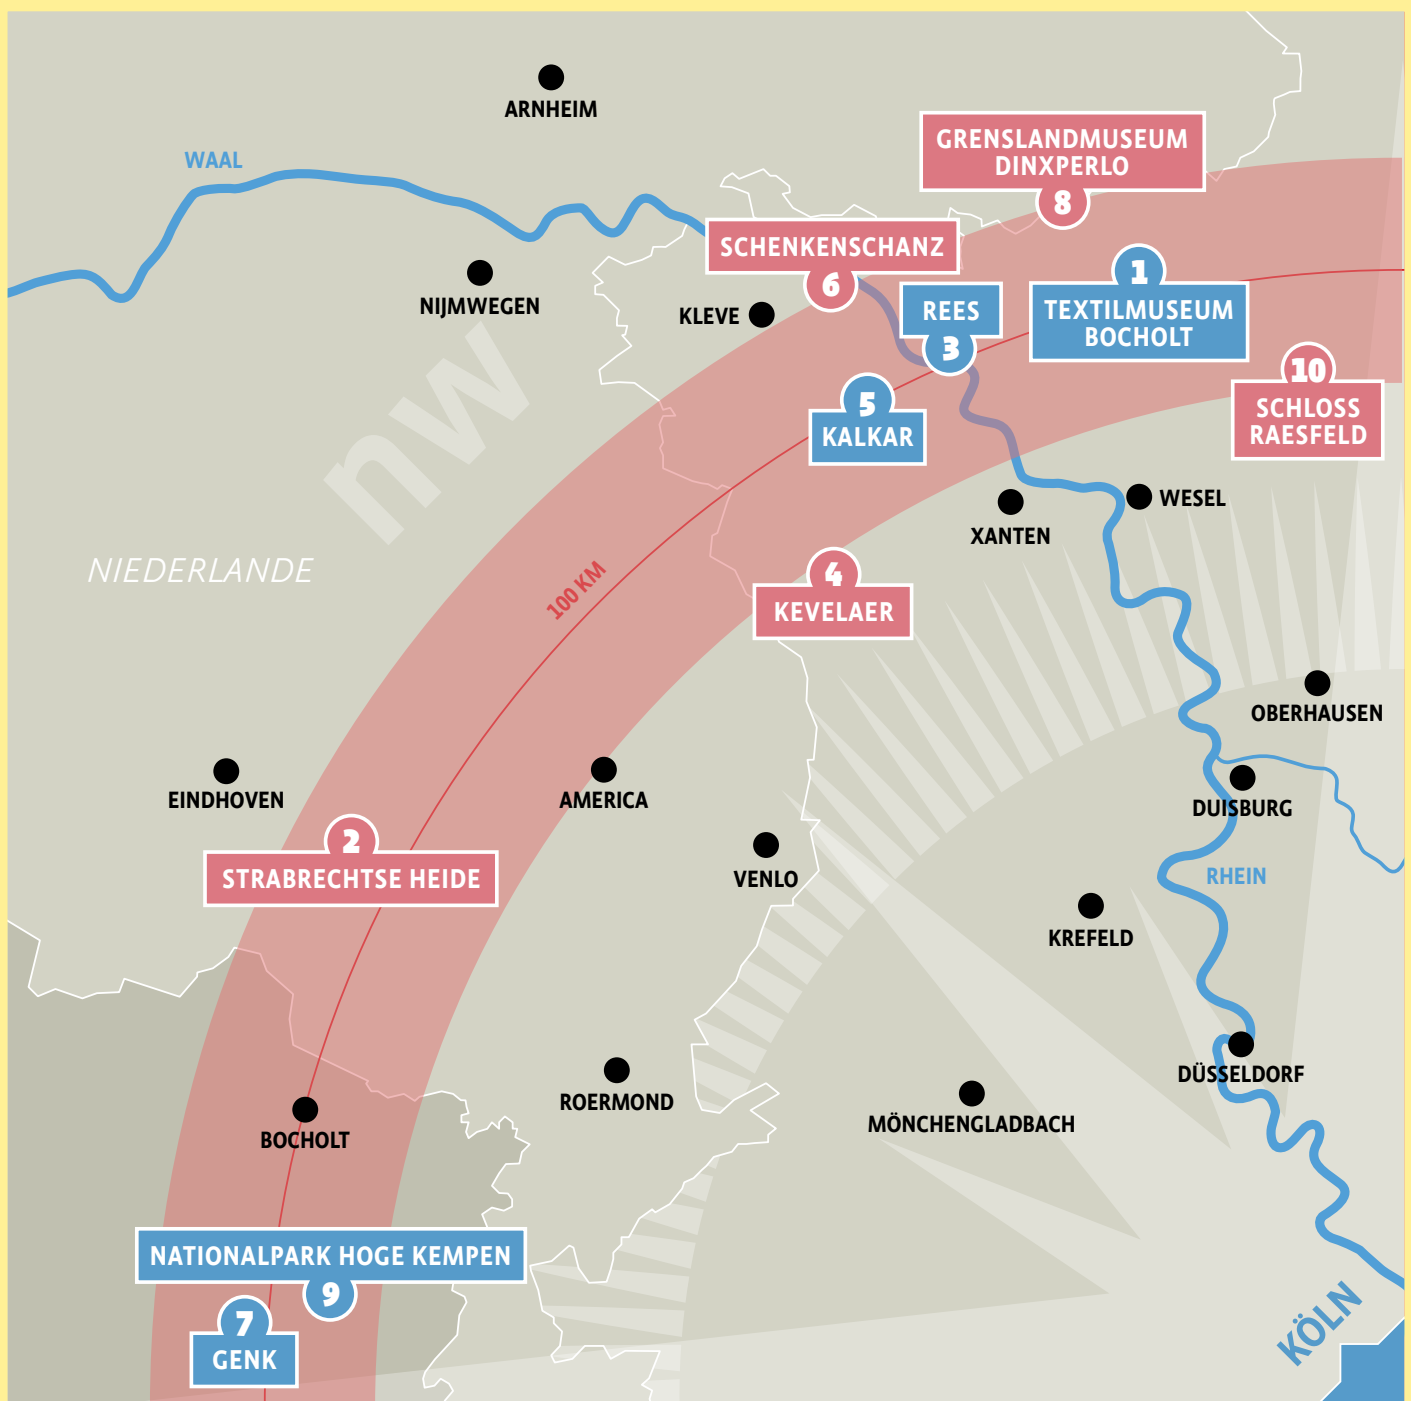 ARNHEIM
WAAL
GRENSLANDMUSEUM
DINXPERLO
8
SCHENKENSCHANZ
6
NIJMWEGEN
KLEVE
REES
3
1
TEXTILMUSEUM
BOCHOLT
10
SCHLOSS
RAESFELD
5
KALKAR
nw
XANTEN
WESEL
NIEDERLANDE
100 KM
4
KEVELAER
OBERHAUSEN
EINDHOVEN
AMERICA
DUISBURG
2
STRABRECHTSE HEIDE
VENLO
RHEIN
KREFELD
ROERMOND
DÜSSELDORF
MÖNCHENGLADBACH
BOCHOLT
NATIONALPARK HOGE KEMPEN
9
7
GENK
KÖLN